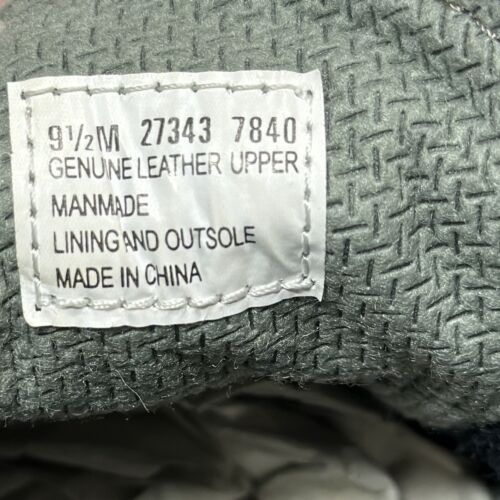 9½M 27343 7840
GENUINE LEATHER UPPER
MANMADE
LINING AND OUTSOLE
MADE IN CHINA